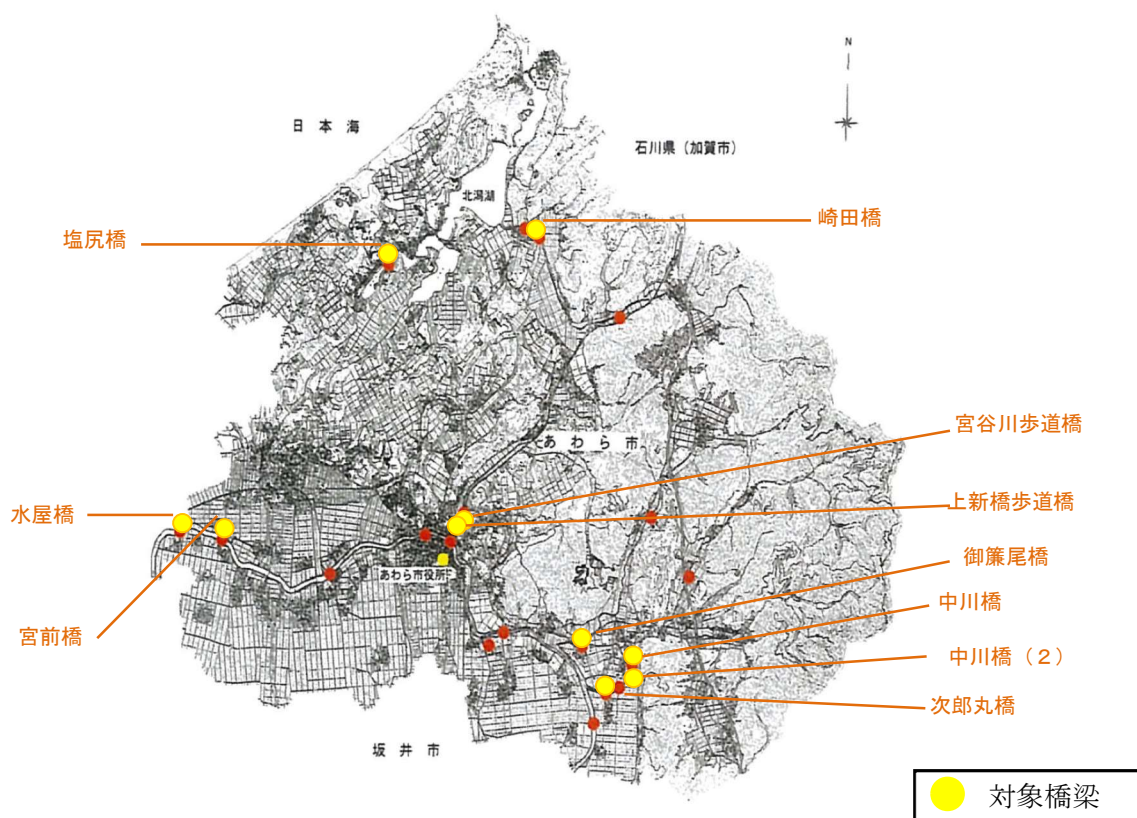 N
日本海
石川県（加賀市）
北潟湖
崎田橋
塩尻橋
宮谷川歩道橋
あわら市
上新橋歩道橋
水屋橋
御簾尾橋
あわら市役所
中川橋
宮前橋
中川橋（２）
次郎丸橋
坂井市
対象橋梁